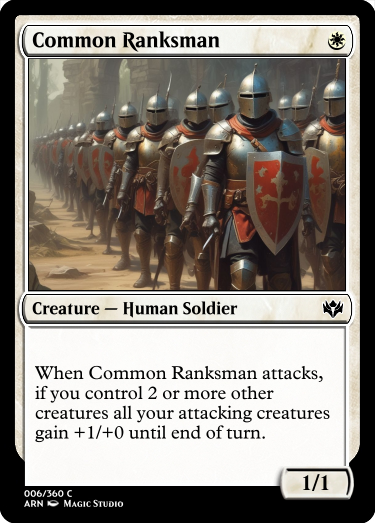 Common Ranksman
Creature — Human Soldier
When Common Ranksman attacks,
if you control 2 or more other
creatures all your attacking creatures
gain +1/+0 until end of turn.
1/1
006/360 C
ARN Magic Studio